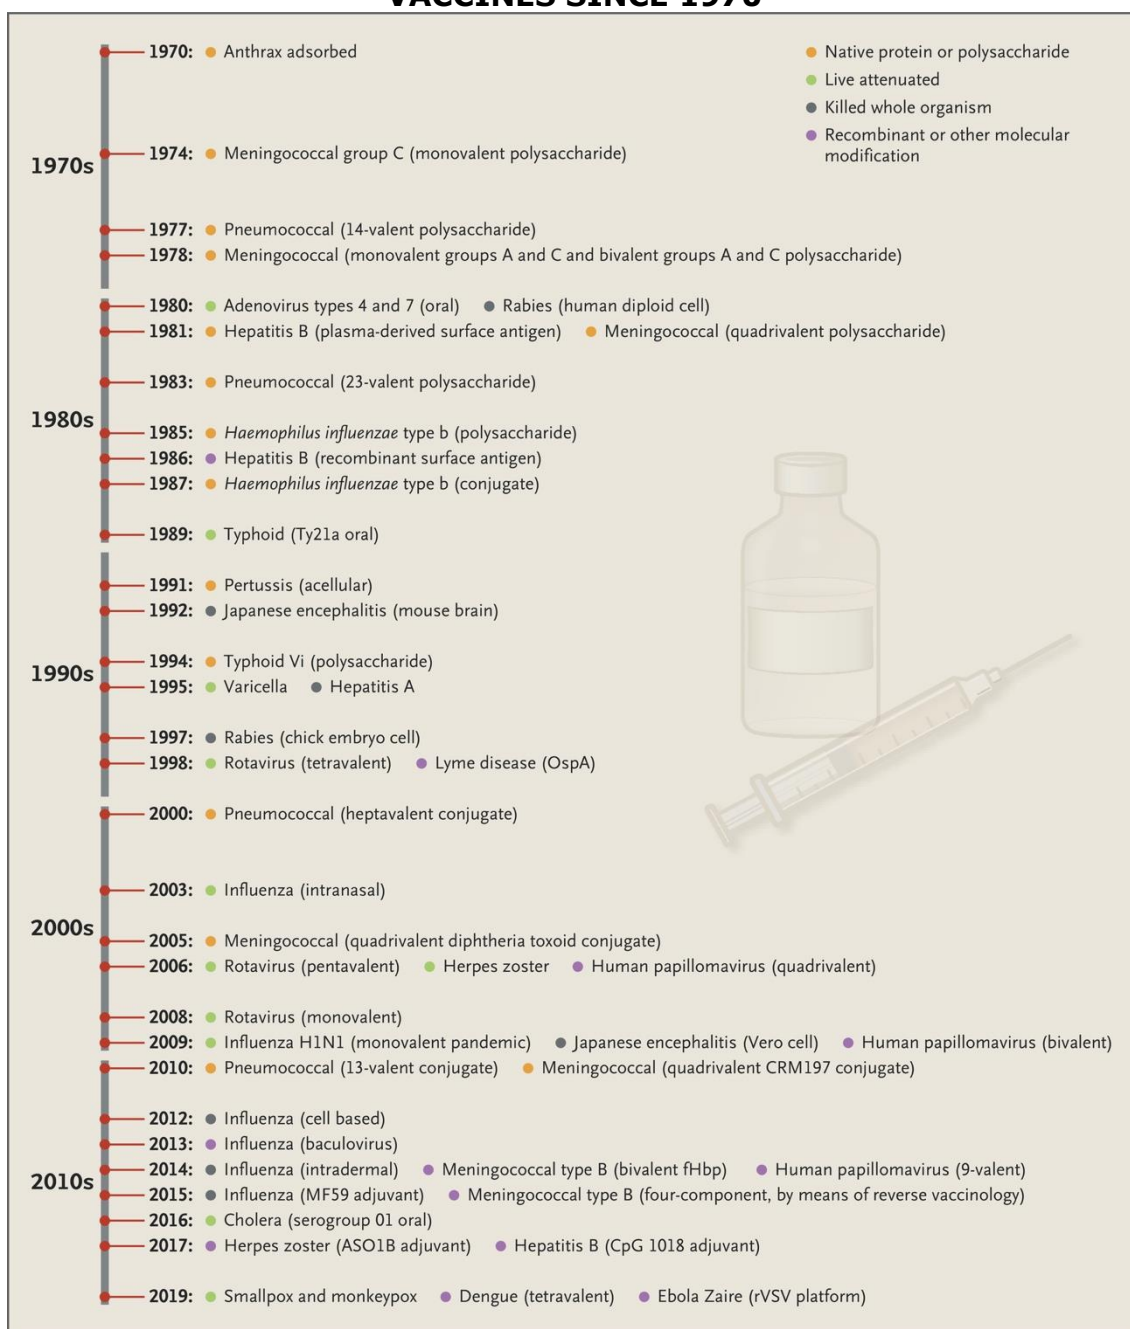 VACCINES SINCE 1970
1970: Anthrax adsorbed
Native protein or polysaccharide
Live attenuated
Killed whole organism
Recombinant or other molecular
modification
1970s
1974: Meningococcal group C (monovalent polysaccharide)
1977: Pneumococcal (14-valent polysaccharide)
1978: Meningococcal (monovalent groups A and C and bivalent groups A and C polysaccharide)
1980s
1980: Adenovirus types 4 and 7 (oral) Rabies (human diploid cell)
1981: Hepatitis B (plasma-derived surface antigen) Meningococcal (quadrivalent polysaccharide)
1983: Pneumococcal (23-valent polysaccharide)
1985: Haemophilus influenzae type b (polysaccharide)
1986: Hepatitis B (recombinant surface antigen)
1987: Haemophilus influenzae type b (conjugate)
1989: Typhoid (Ty21a oral)
1990s
1991: Pertussis (acellular)
1992: Japanese encephalitis (mouse brain)
1994: Typhoid Vi (polysaccharide)
1995: Varicella Hepatitis A
1997: Rabies (chick embryo cell)
1998: Rotavirus (tetravalent) Lyme disease (OspA)
2000s
2000: Pneumococcal (heptavalent conjugate)
2003: Influenza (intranasal)
2005: Meningococcal (quadrivalent diphtheria toxoid conjugate)
2006: Rotavirus (pentavalent) Herpes zoster Human papillomavirus (quadrivalent)
2008: Rotavirus (monovalent)
2009: Influenza H1N1 (monovalent pandemic) Japanese encephalitis (Vero cell) Human papillomavirus (bivalent)
2010s
2010: Pneumococcal (13-valent conjugate) Meningococcal (quadrivalent CRM197 conjugate)
2012: Influenza (cell based)
2013: Influenza (baculovirus)
2014: Influenza (intradermal) Meningococcal type B (bivalent fHbp) Human papillomavirus (9-valent)
2015: Influenza (MF59 adjuvant) Meningococcal type B (four-component, by means of reverse vaccinology)
2016: Cholera (serogroup 01 oral)
2017: Herpes zoster (ASO1B adjuvant) Hepatitis B (CpG 1018 adjuvant)
2019: Smallpox and monkeypox Dengue (tetravalent) Ebola Zaire (rVSV platform)